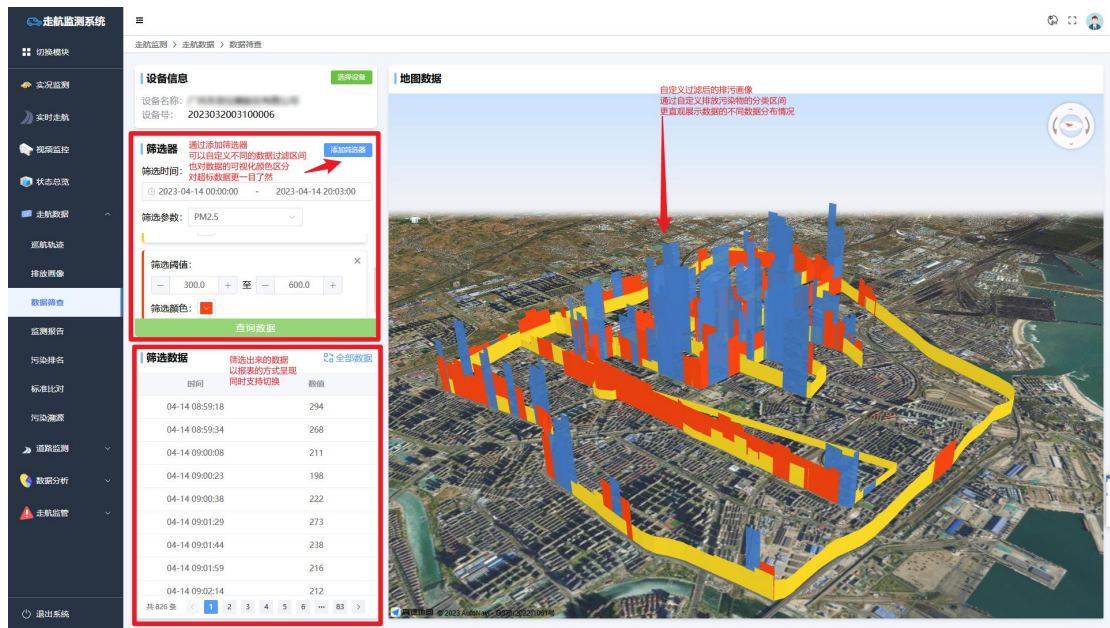 走航监测系统
走航监测 > 走航数据 > 数据筛查
切换模块
实况监测
实时走航
视频监控
状态总览
走航数据
巡航轨迹
排放画像
数据筛查
监测报告
污染排名
标准比对
污染溯源
道路监测
数据分析
走航监管
退出系统
设备信息
选择设备
设备名称：
设备号： 2023032003100006
筛选器
添加筛选器
通过添加筛选器
可以自定义不同的数据过滤区间
也对数据的可视化颜色区分
对超标数据更一目了然
筛选时间：
2023-04-14 00:00:00 - 2023-04-14 20:03:00
筛选参数： PM2.5
筛选阈值：
— 300.0 + 至 — 600.0 +
筛选颜色：
查询数据
筛选数据
全部数据
筛选出来的数据
以报表的方式呈现
同时支持切换
时间 数值
04-14 08:59:18 294
04-14 08:59:34 268
04-14 09:00:08 211
04-14 09:00:23 198
04-14 09:00:38 222
04-14 09:01:29 273
04-14 09:01:44 238
04-14 09:01:59 216
04-14 09:02:14 212
共 826 条 < 1 2 3 4 5 6 ··· 83 >
地图数据
自定义过滤后的排污画像
通过自定义排放污染物的分类区间
更直观展示数据的不同数据分布情况
高德地图 © 2023 AutoNavi